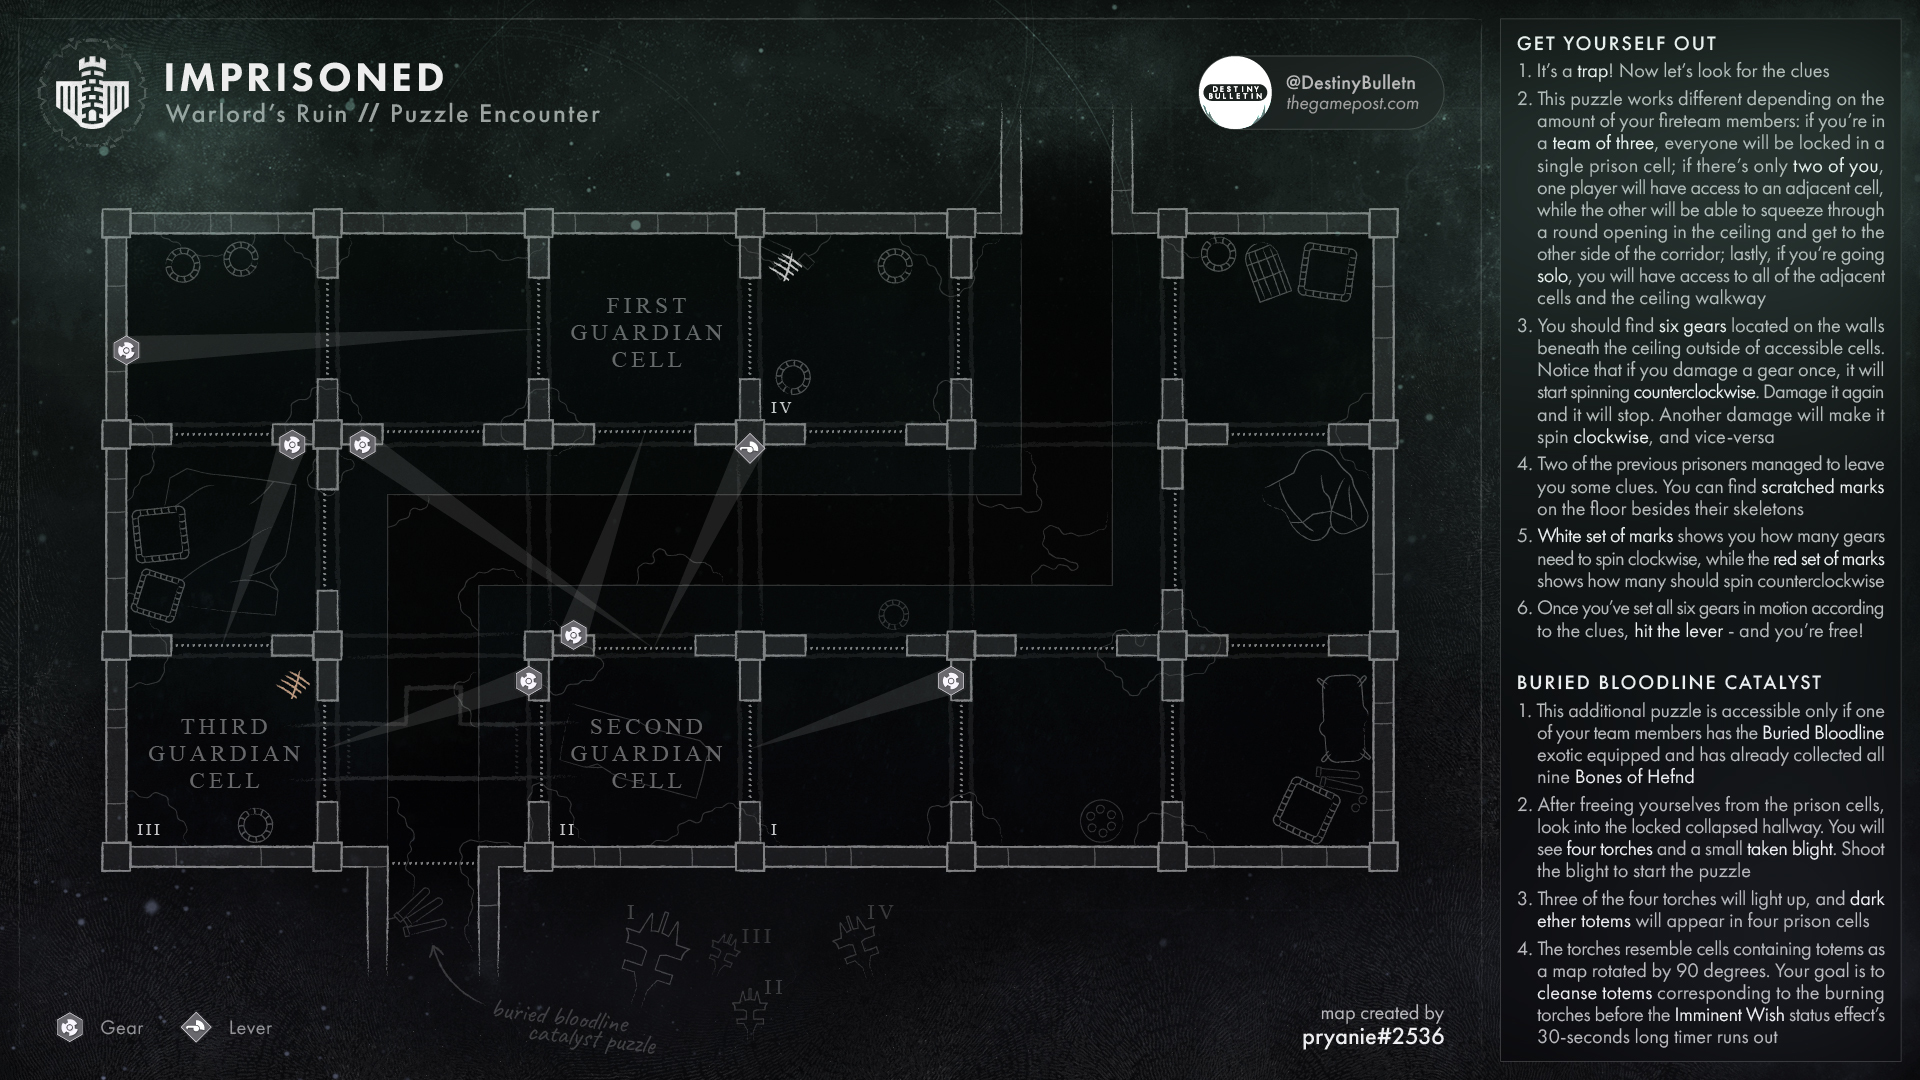 IMPRISONED
Warlord's Ruin // Puzzle Encounter
DESTINY
BULLETIN
@DestinyBulletn
thegamepost.com
FIRST
GUARDIAN
CELL
IV
THIRD
GUARDIAN
CELL
SECOND
GUARDIAN
CELL
III
II
I
I
III
IV
II
buried bloodline
catalyst puzzle
Gear
Lever
map created by
pryanie#2536
GET YOURSELF OUT
1. It's a trap! Now let's look for the clues
2. This puzzle works different depending on the
amount of your fireteam members: if you're in
a team of three, everyone will be locked in a
single prison cell; if there's only two of you,
one player will have access to an adjacent cell,
while the other will be able to squeeze through
a round opening in the ceiling and get to the
other side of the corridor; lastly, if you're going
solo, you will have access to all of the adjacent
cells and the ceiling walkway
3. You should find six gears located on the walls
beneath the ceiling outside of accessible cells.
Notice that if you damage a gear once, it will
start spinning counterclockwise. Damage it again
and it will stop. Another damage will make it
spin clockwise, and vice-versa
4. Two of the previous prisoners managed to leave
you some clues. You can find scratched marks
on the floor besides their skeletons
5. White set of marks shows you how many gears
need to spin clockwise, while the red set of marks
shows how many should spin counterclockwise
6. Once you've set all six gears in motion according
to the clues, hit the lever - and you're free!
BURIED BLOODLINE CATALYST
1. This additional puzzle is accessible only if one
of your team members has the Buried Bloodline
exotic equipped and has already collected all
nine Bones of Hefnd
2. After freeing yourselves from the prison cells,
look into the locked collapsed hallway. You will
see four torches and a small taken blight. Shoot
the blight to start the puzzle
3. Three of the four torches will light up, and dark
ether totems will appear in four prison cells
4. The torches resemble cells containing totems as
a map rotated by 90 degrees. Your goal is to
cleanse totems corresponding to the burning
torches before the Imminent Wish status effect's
30-seconds long timer runs out